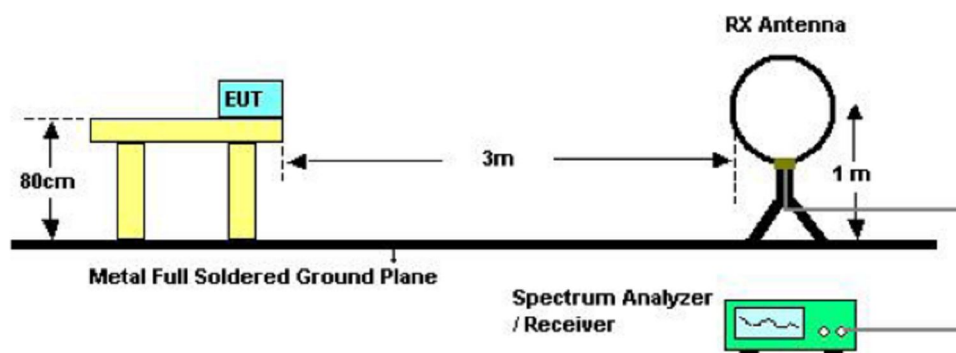 RX Antenna
EUT
3m
80cm
1 m
Metal Full Soldered Ground Plane
Spectrum Analyzer
/ Receiver